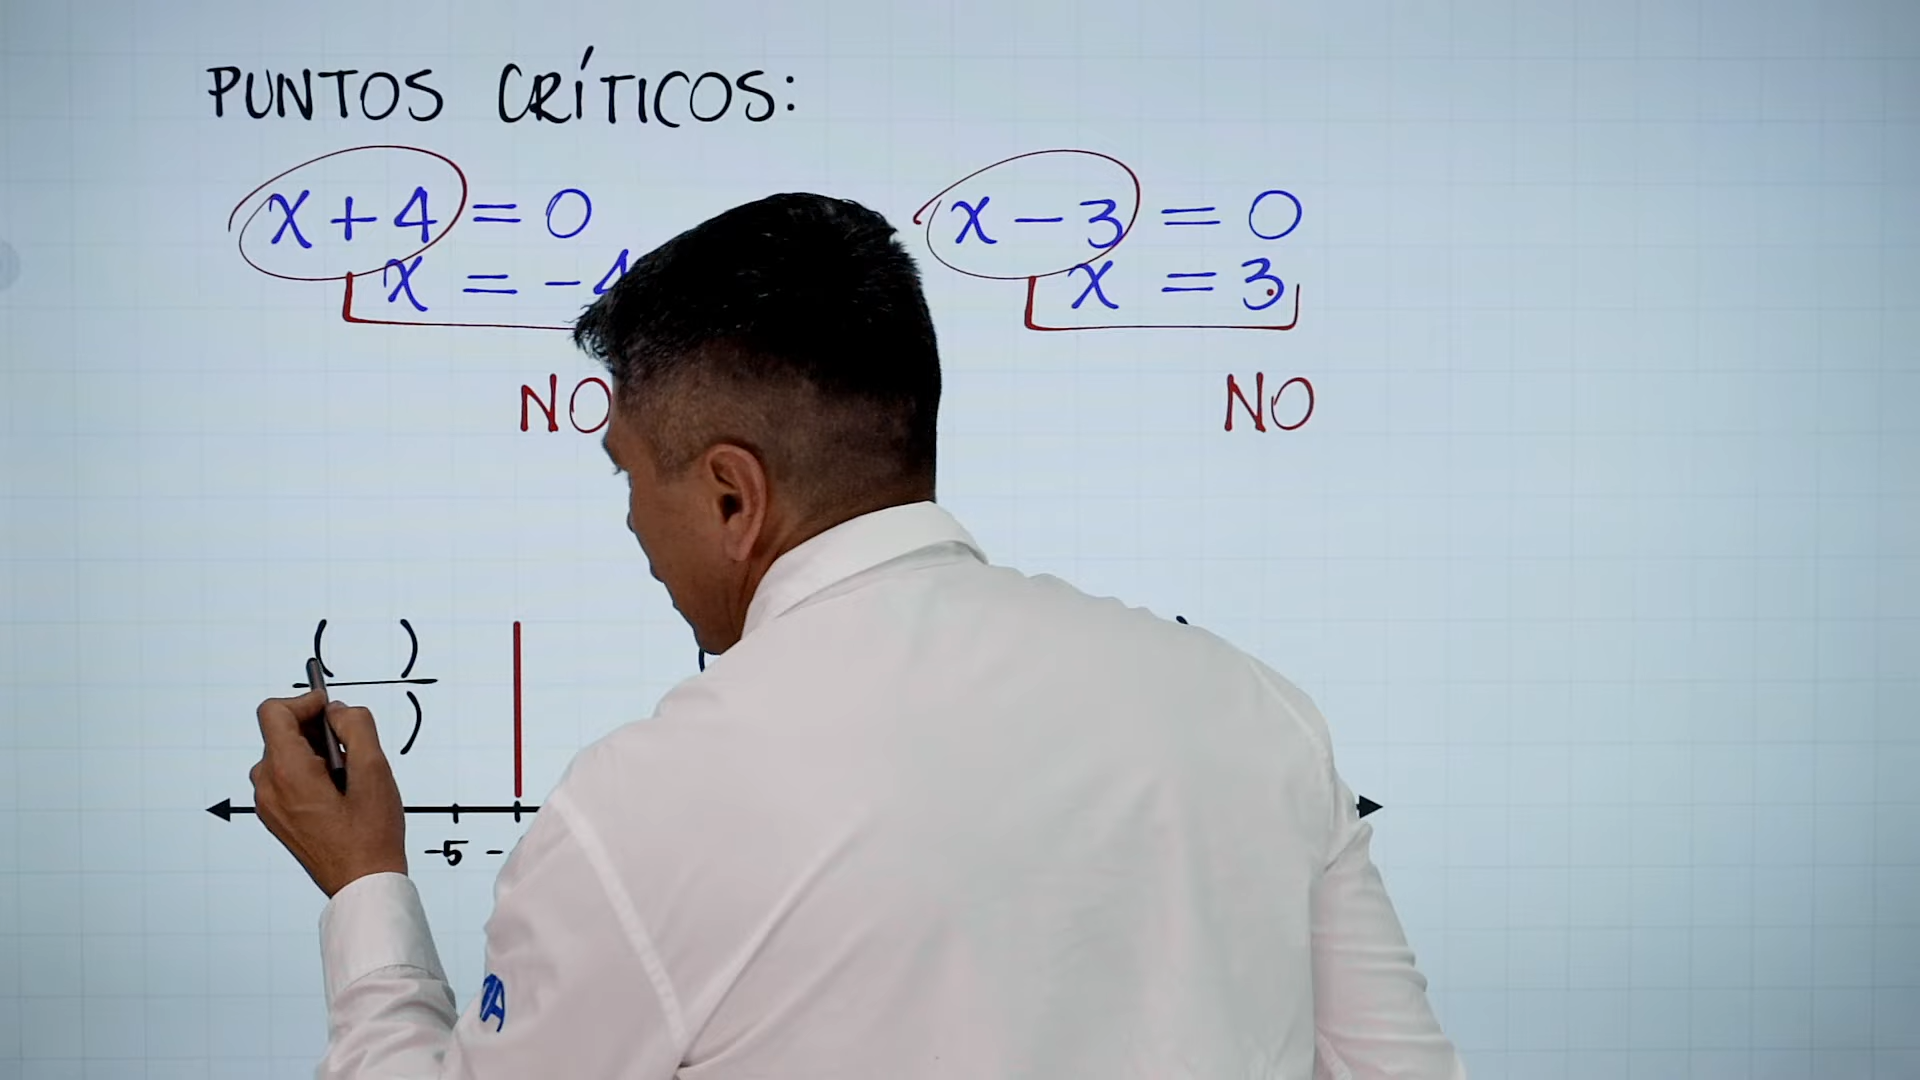 PUNTOS CRÍTICOS:
x + 4 = 0
x - 3 = 0
x = -4
x = 3
NO
NO
( )
( )
)
-5 -